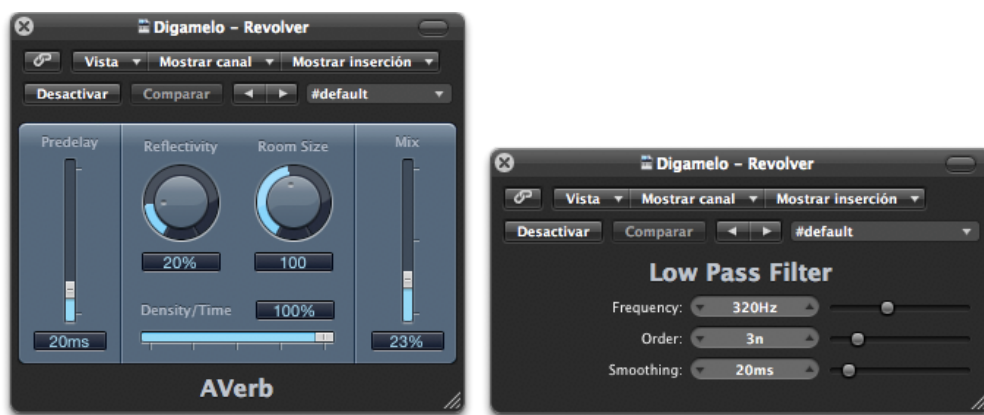 Digamelo – Revolver
Vista Mostrar canal Mostrar inserción
Desactivar Comparar #default
Predelay Reflectivity Room Size Mix
20% 100
Density/Time 100%
20ms 23%
AVerb
Digamelo – Revolver
Vista Mostrar canal Mostrar inserción
Desactivar Comparar #default
Low Pass Filter
Frequency: 320Hz
Order: 3n
Smoothing: 20ms